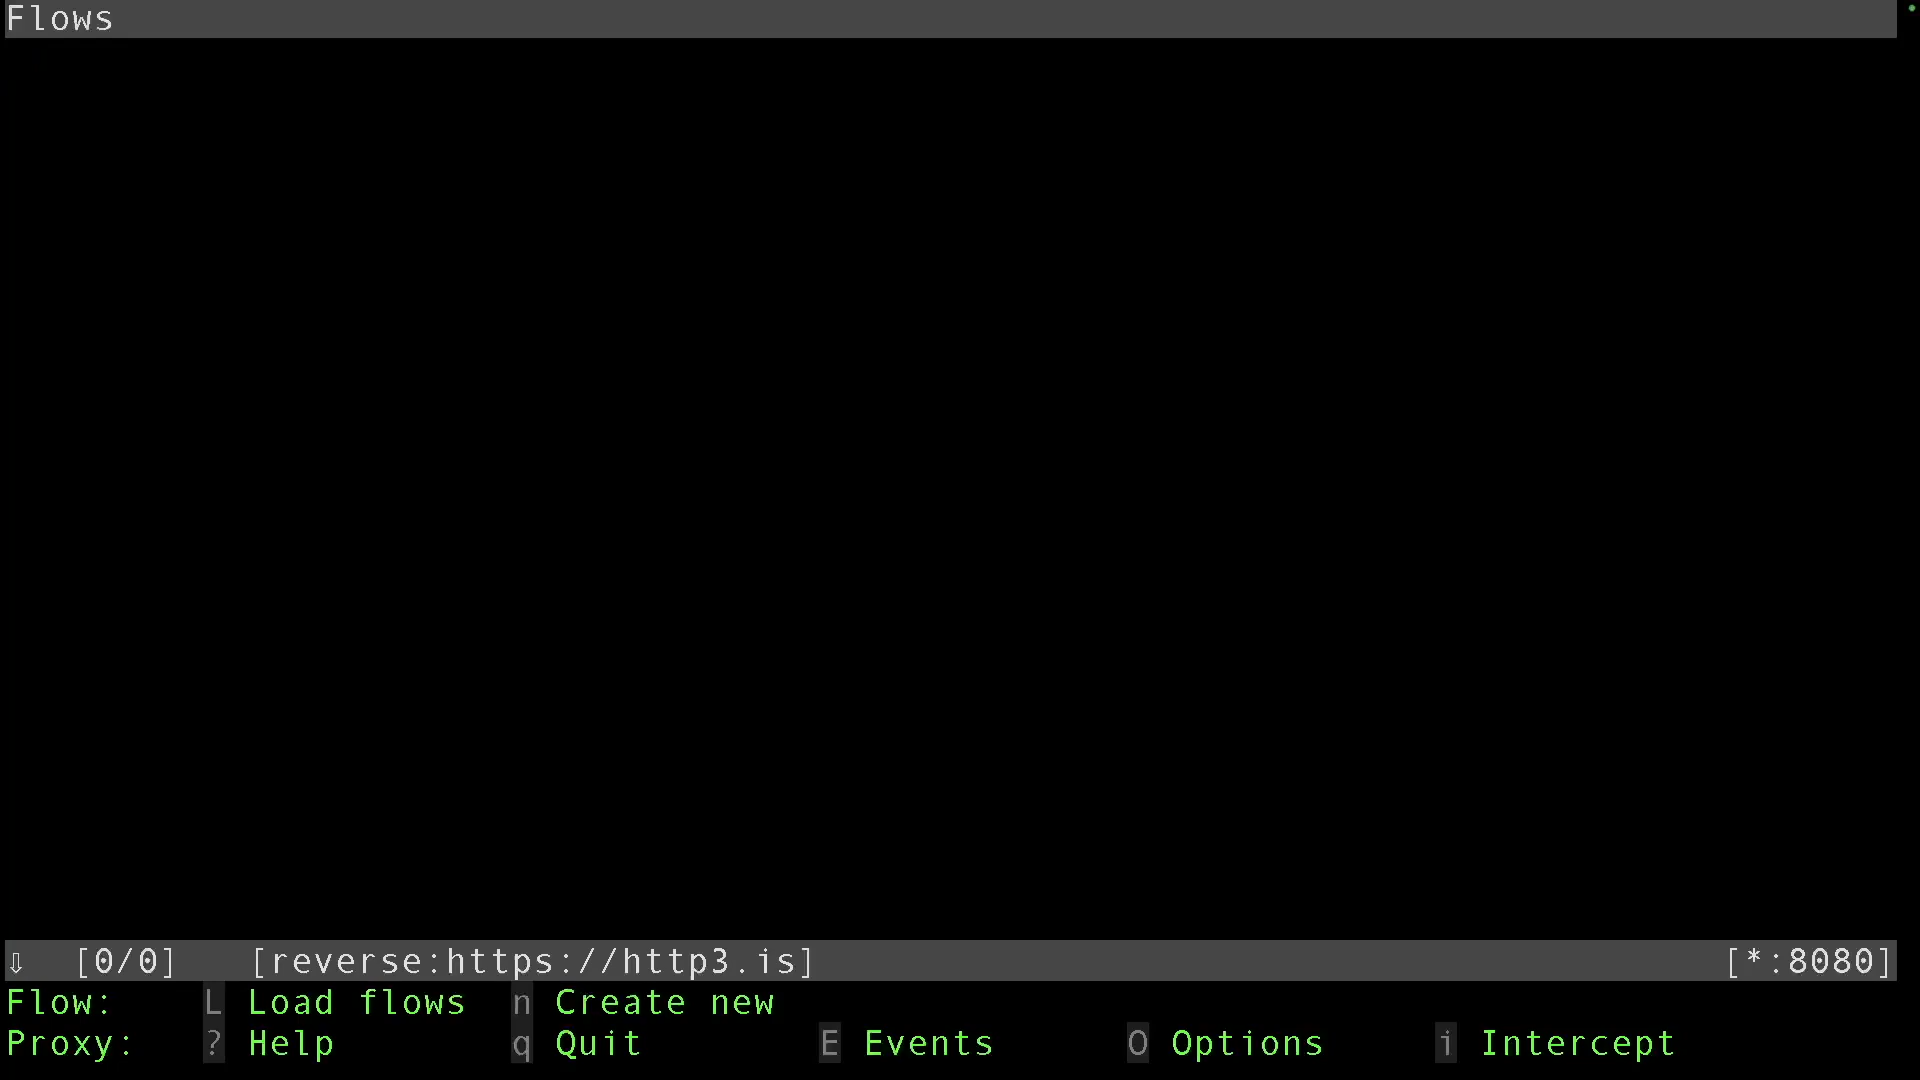 Flows
⇩ [0/0] [reverse:https://http3.is] [*:8080]
Flow: L Load flows n Create new
Proxy: ? Help q Quit E Events O Options i Intercept